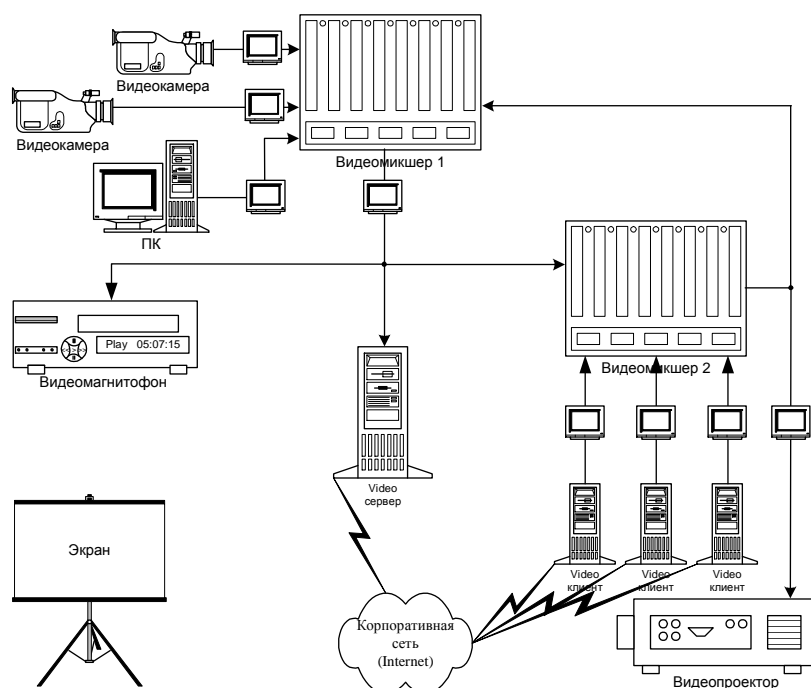 Видеокамера
Видеокамера
Видеомикшер 1
ПК
Play 05:07:15
<< > >>
Видеомагнитофон
Видеомикшер 2
Video
сервер
Экран
Video
клиент
Video
клиент
Video
клиент
Корпоративная
сеть
(Internet)
Видеопроектор